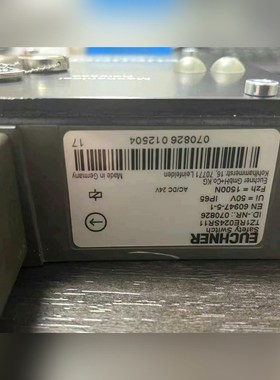 EUCHNER
Safety Switch
TZ1RE024SR11
ID.-NR.: 070826
EN 60947-5-1
Ui = 50V IP65
Fzh = 1500N
AC/DC 24V
Euchner GmbH+Co KG
Kohlhammerstr. 16, 70771 Leinfelden
Made in Germany
070826 012504
17